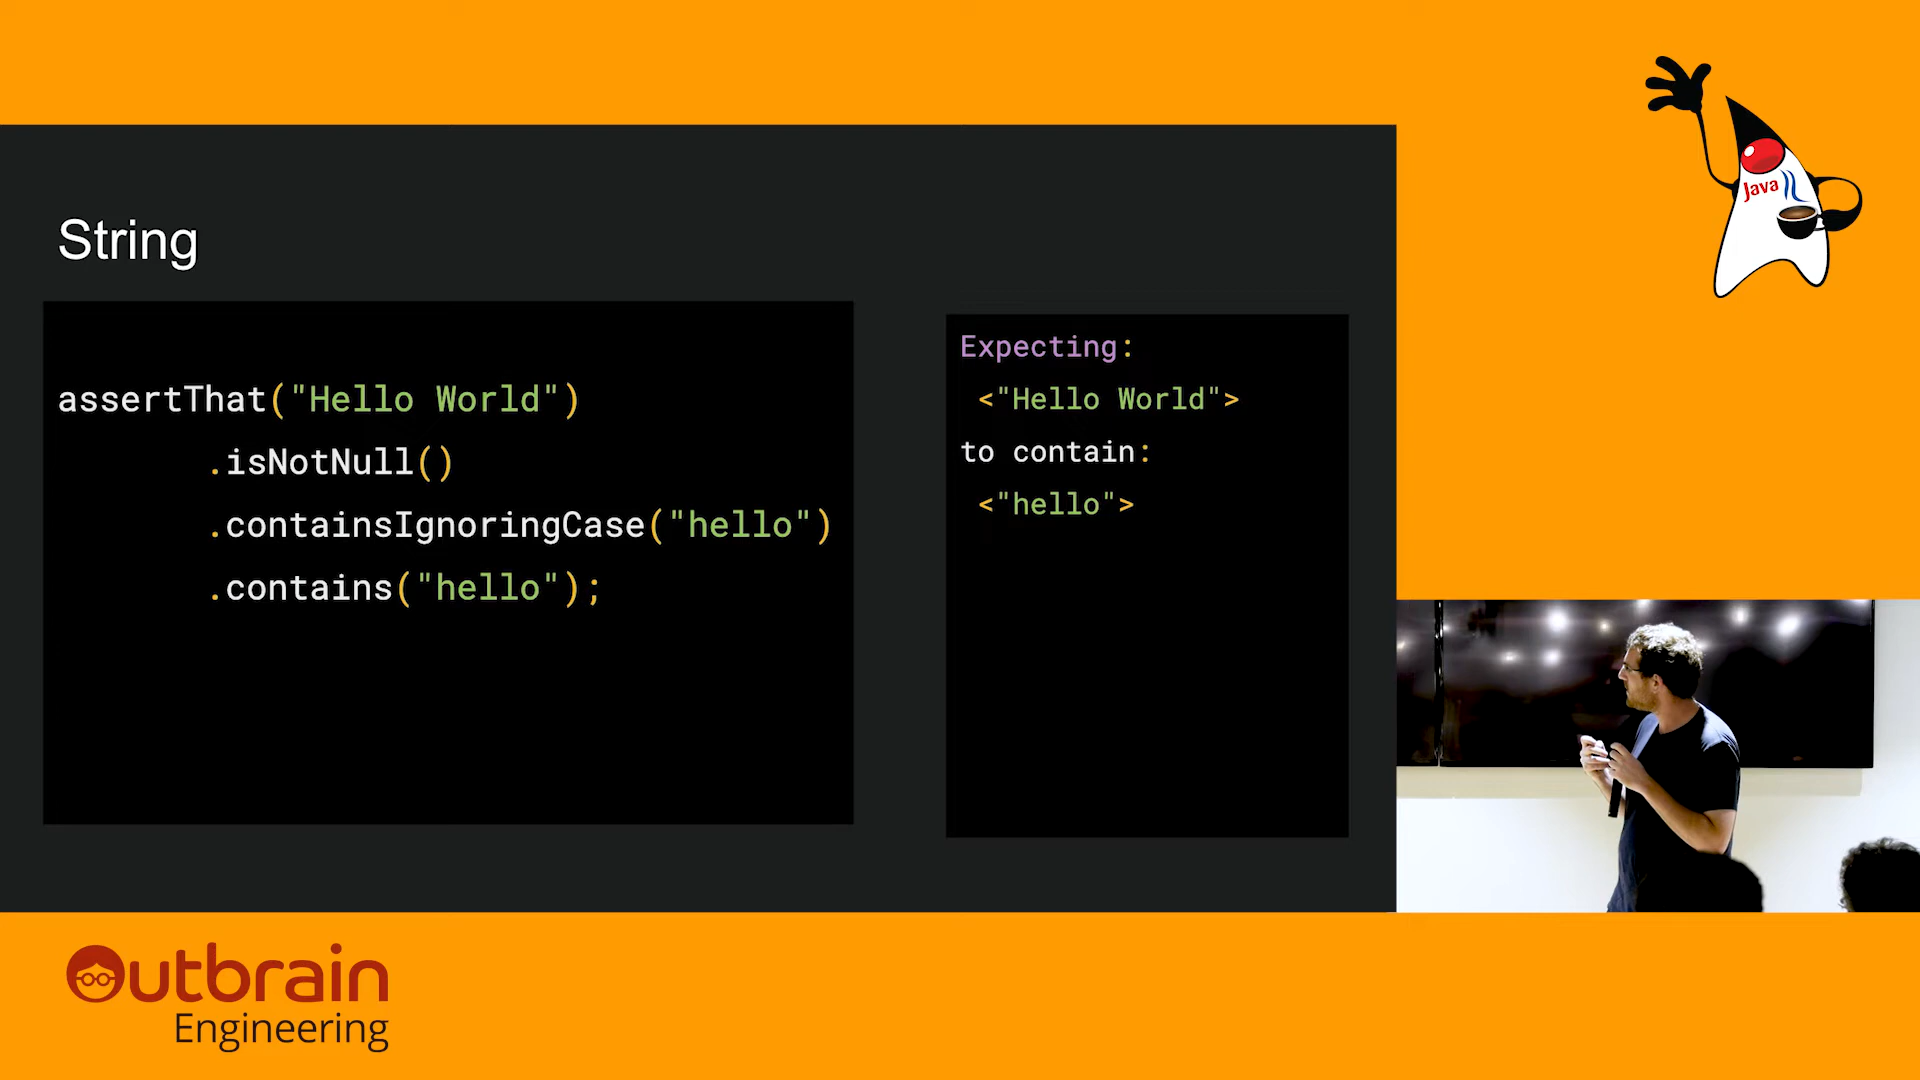 String
assertThat("Hello World")
.isNotNull()
.containsIgnoringCase("hello")
.contains("hello");
Expecting:
<"Hello World">
to contain:
<"hello">
Java
Outbrain
Engineering